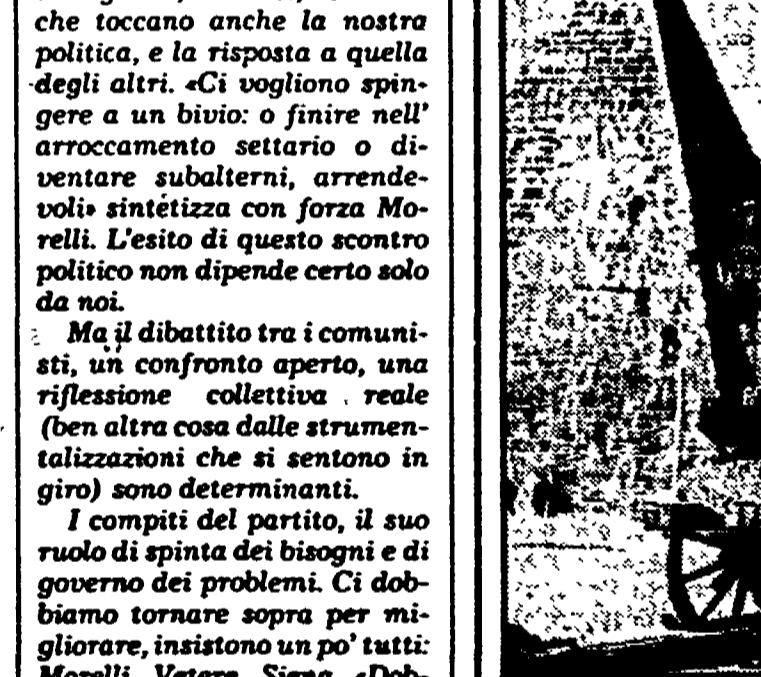 che toccano anche la nostra
politica, e la risposta a quella
degli altri. «Ci vogliono spin-
gere a un bivio: o finire nell'
arroccamento settario o di-
ventare subalterni, arrende-
voli» sintetizza con forza Mo-
relli. L'esito di questo scontro
politico non dipende certo solo
da noi.
Ma il dibattito tra i comuni-
sti, un confronto aperto, una
riflessione collettiva reale
(ben altra cosa dalle strumen-
talizzazioni che si sentono in
giro) sono determinanti.
I compiti del partito, il suo
ruolo di spinta dei bisogni e di
governo dei problemi. Ci dob-
biamo tornare sopra per mi-
gliorare, insistono un po' tutti:
Morelli, Vetere, «Dob-